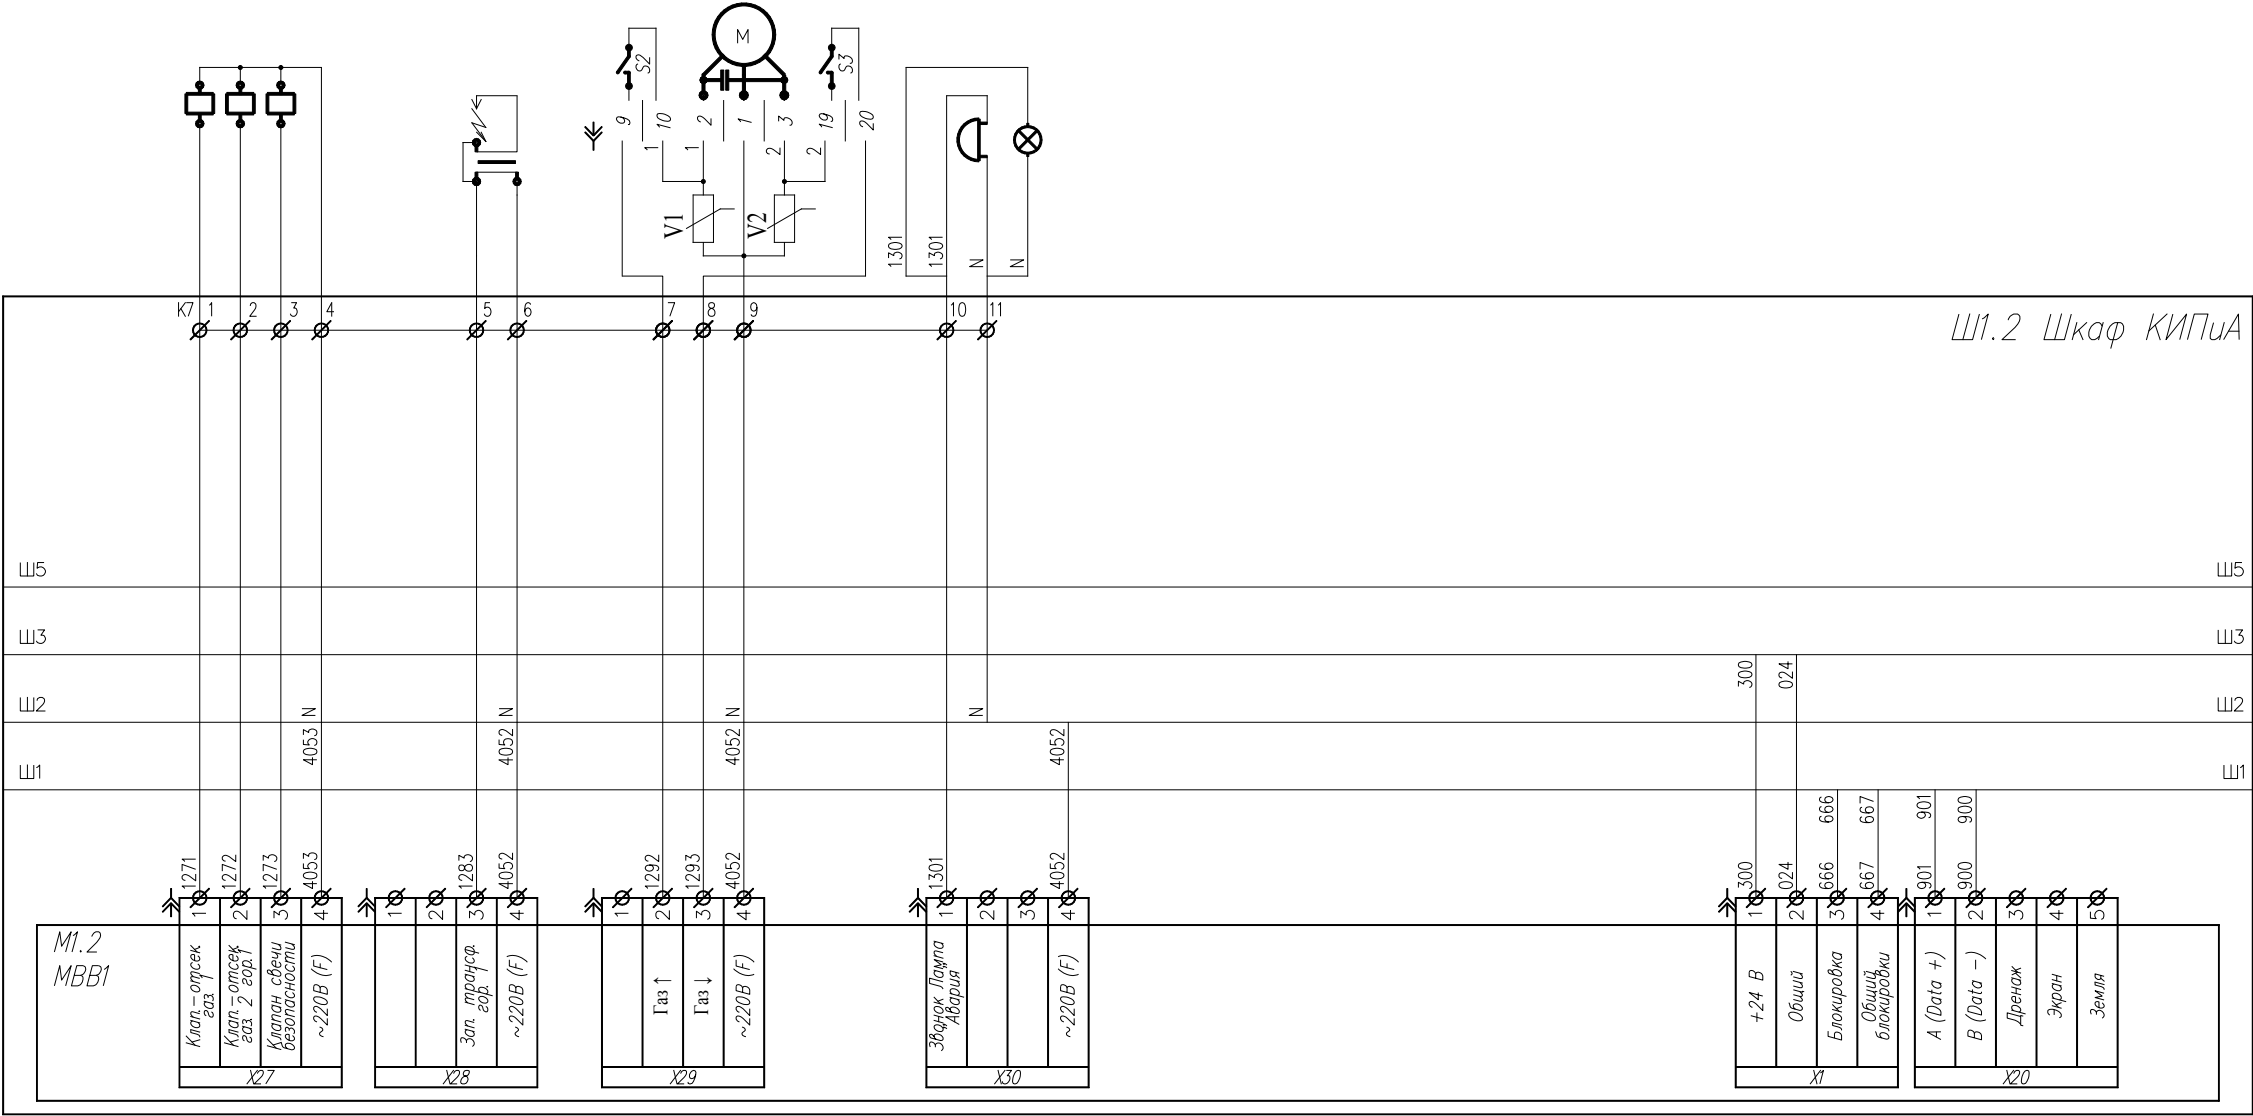 M
S2
S3
9
10
2
1
3
19
20
1
1
2
2
V1
V2
1301
1301
N
N
К7
1
2
3
4
5
6
7
8
9
10
11
Ш1.2 Шкаф КИПиА
Ш5
Ш5
Ш3
Ш3
300
024
Ш2
N
N
N
N
Ш2
4053
4052
4052
4052
Ш1
Ш1
666
667
901
900
1271
1272
1273
4053
1283
4052
1292
1293
4052
1301
4052
300
024
666
667
901
900
1
2
3
4
1
2
3
4
1
2
3
4
1
2
3
4
1
2
3
4
1
2
3
4
5
М1.2
МВВ1
Клап.-отсек
газ 1
Клап.-отсек
газ. 2 гор.1
Клапан свечи
безопасности
~220В (F)
Зап. трансф.
гор. 1
~220В (F)
Газ ↑
Газ ↓
~220В (F)
Звонок Лампа
„Авария"
~220В (F)
+24 В
Общий
Блокировка
Общий
блокировки
A (Data +)
B (Data -)
Дренаж
Экран
Земля
X27
X28
X29
X30
X1
X20